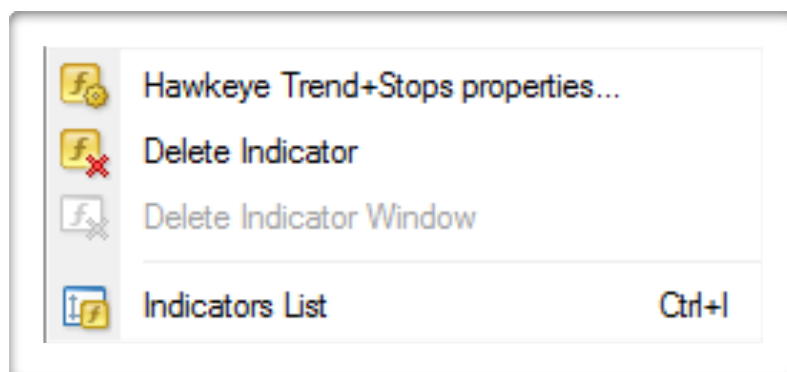 Hawkeye Trend+Stops properties...
Delete Indicator
Delete Indicator Window
Indicators List Ctrl+I